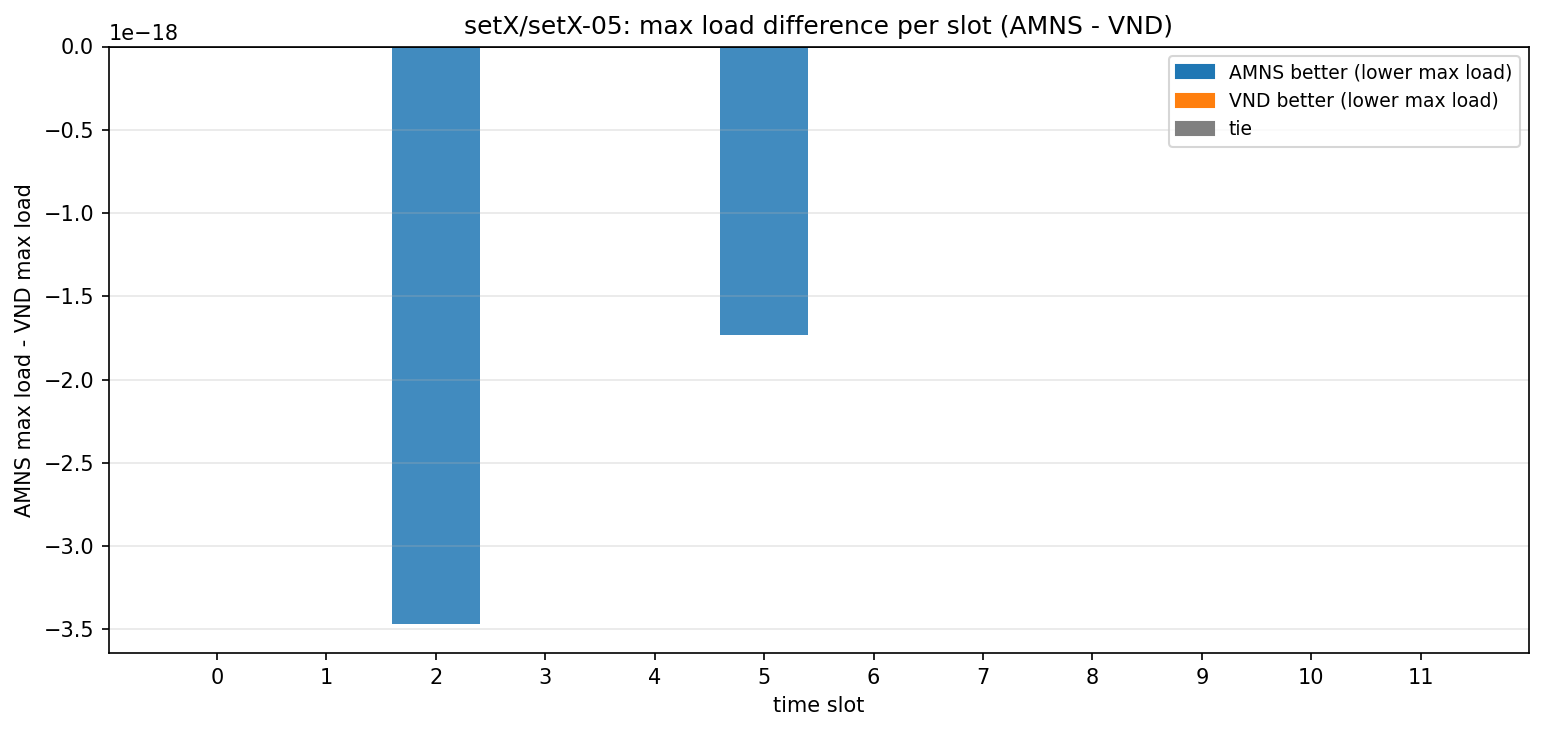 setX/setX-05: max load difference per slot (AMNS - VND)
1e−18
AMNS better (lower max load)
VND better (lower max load)
tie
0.0
−0.5
−1.0
−1.5
−2.0
−2.5
−3.0
−3.5
AMNS max load - VND max load
0 1 2 3 4 5 6 7 8 9 10 11
time slot